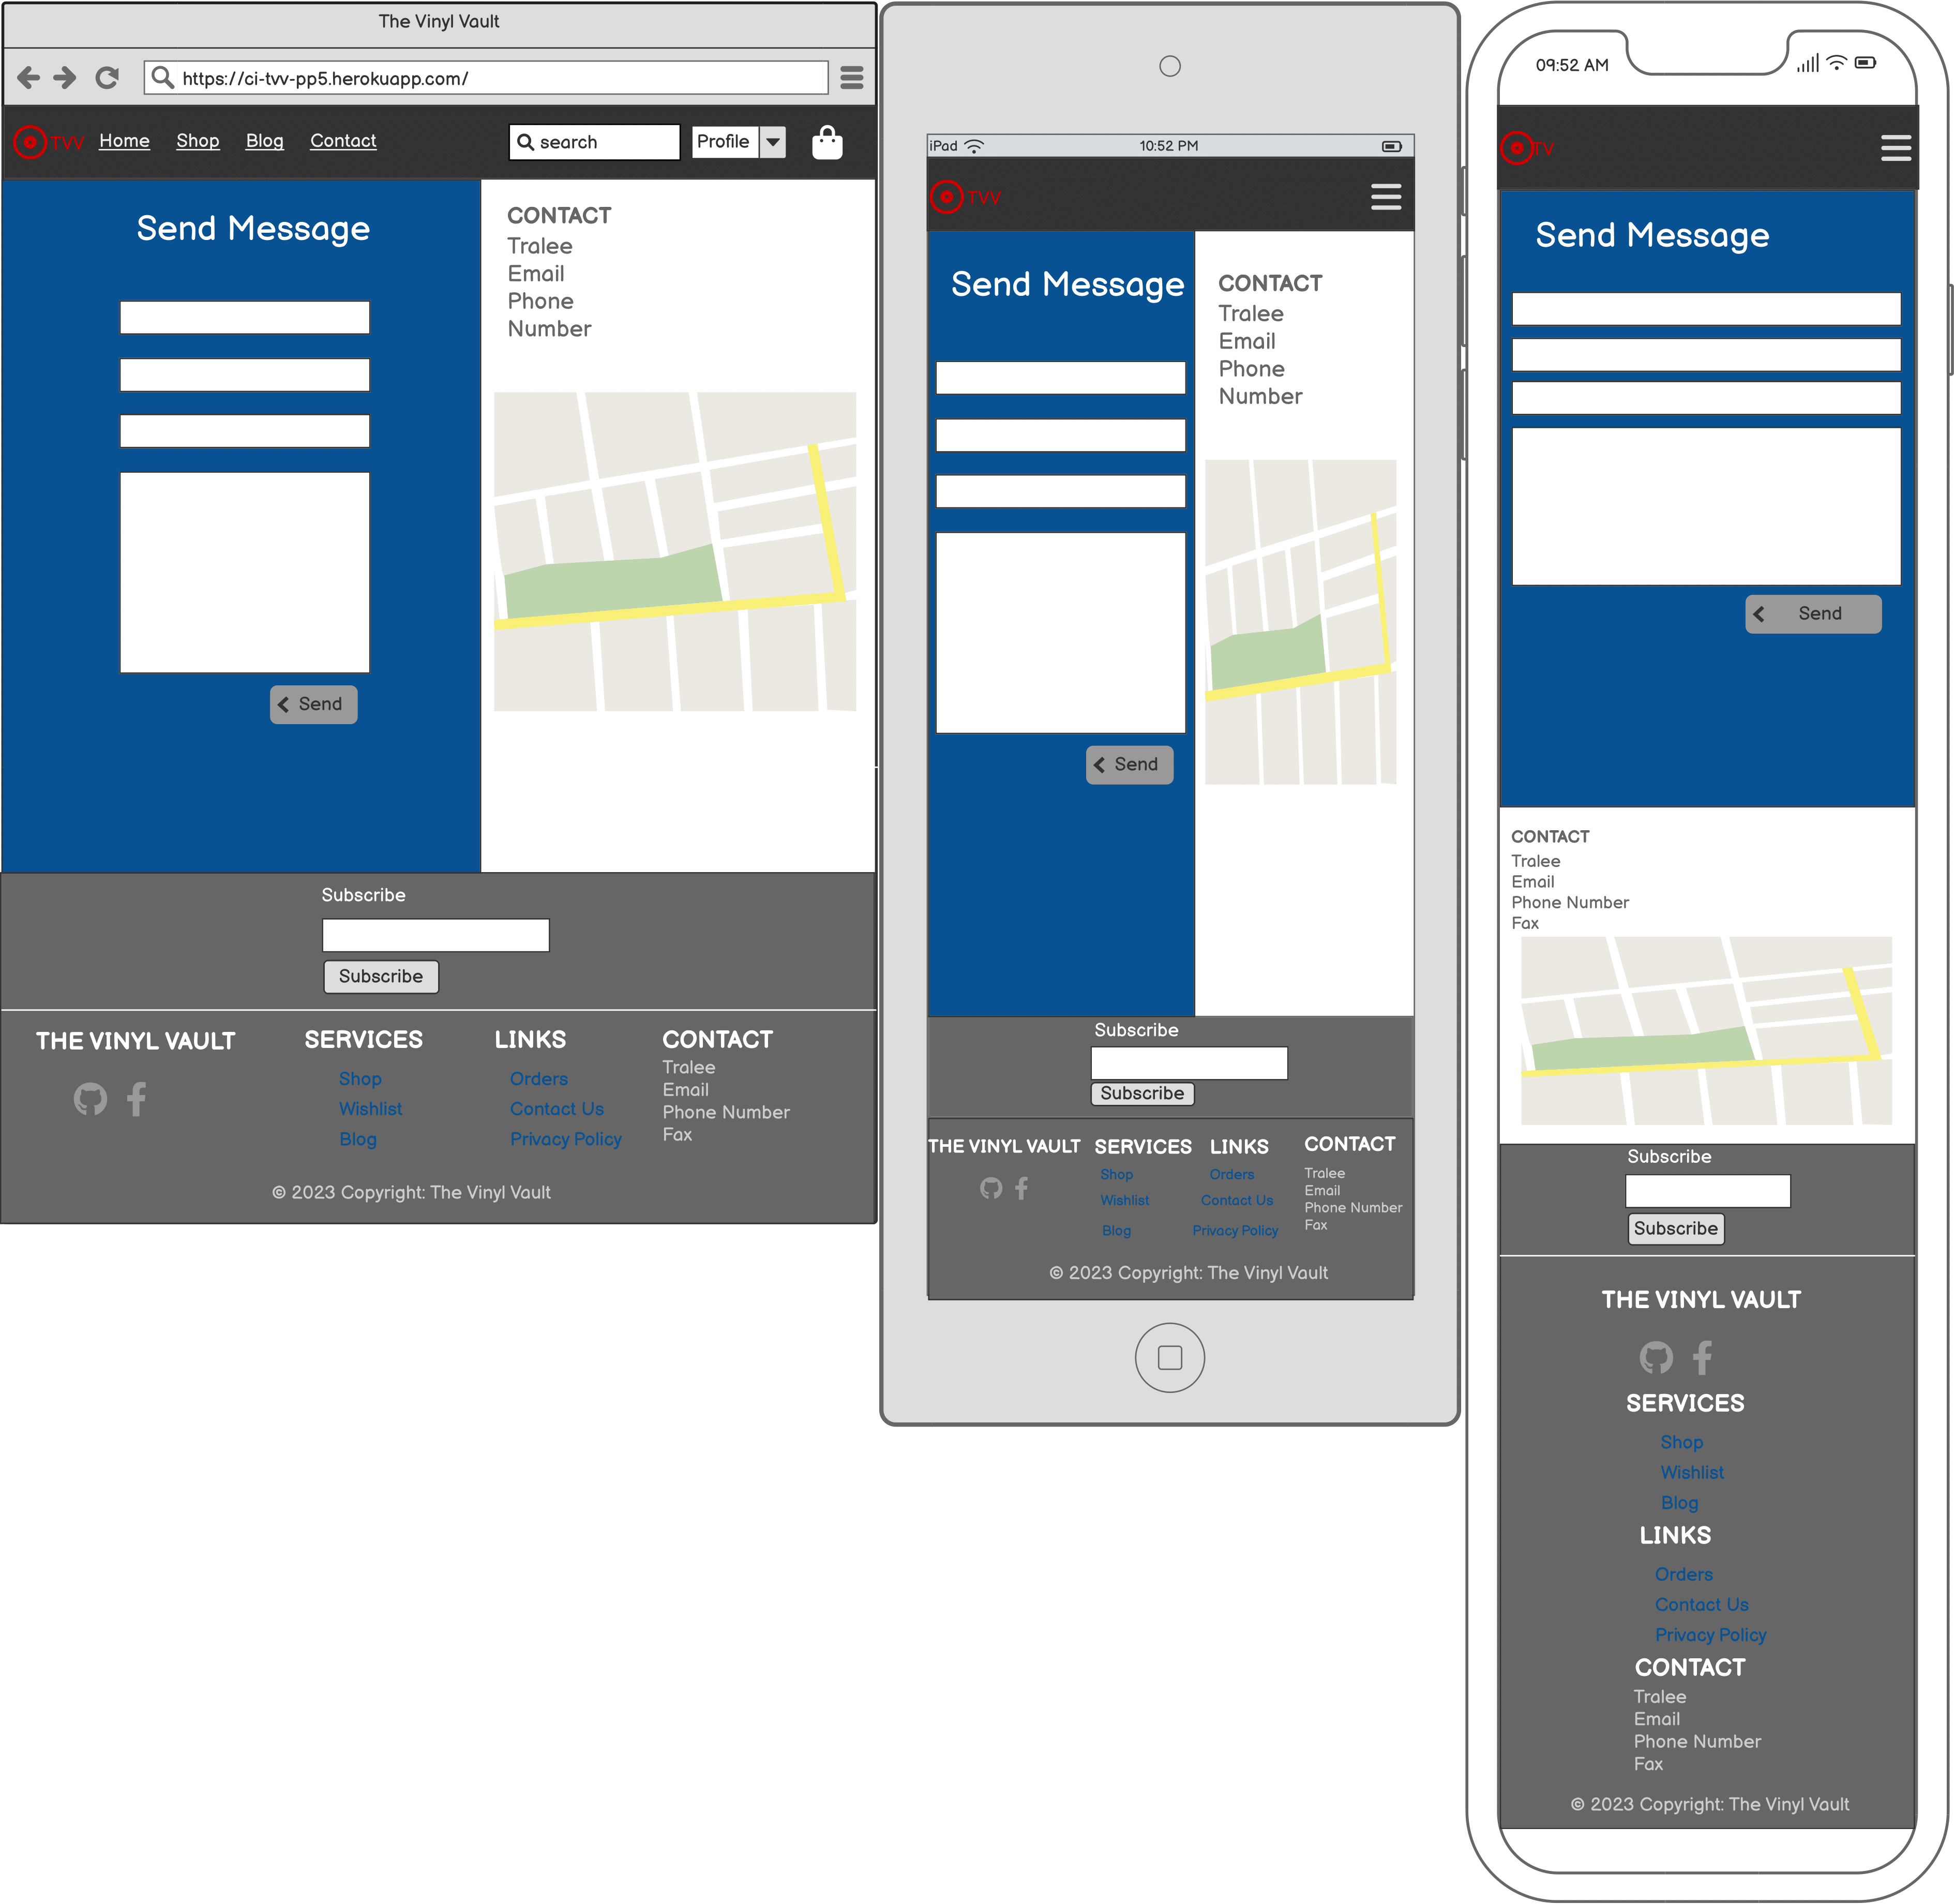 The Vinyl Vault
https://ci-tvv-pp5.herokuapp.com/
TVV Home Shop Blog Contact search Profile
Send Message
CONTACT
Tralee
Email
Phone
Number
Send
Subscribe
Subscribe
THE VINYL VAULT
SERVICES
Shop
Wishlist
Blog
LINKS
Orders
Contact Us
Privacy Policy
CONTACT
Tralee
Email
Phone Number
Fax
© 2023 Copyright: The Vinyl Vault
iPad 10:52 PM
TVV
Send Message
CONTACT
Tralee
Email
Phone
Number
Send
Subscribe
Subscribe
THE VINYL VAULT
SERVICES
Shop
Wishlist
Blog
LINKS
Orders
Contact Us
Privacy Policy
CONTACT
Tralee
Email
Phone Number
Fax
© 2023 Copyright: The Vinyl Vault
09:52 AM
TV
Send Message
Send
CONTACT
Tralee
Email
Phone Number
Fax
Subscribe
Subscribe
THE VINYL VAULT
SERVICES
Shop
Wishlist
Blog
LINKS
Orders
Contact Us
Privacy Policy
CONTACT
Tralee
Email
Phone Number
Fax
© 2023 Copyright: The Vinyl Vault